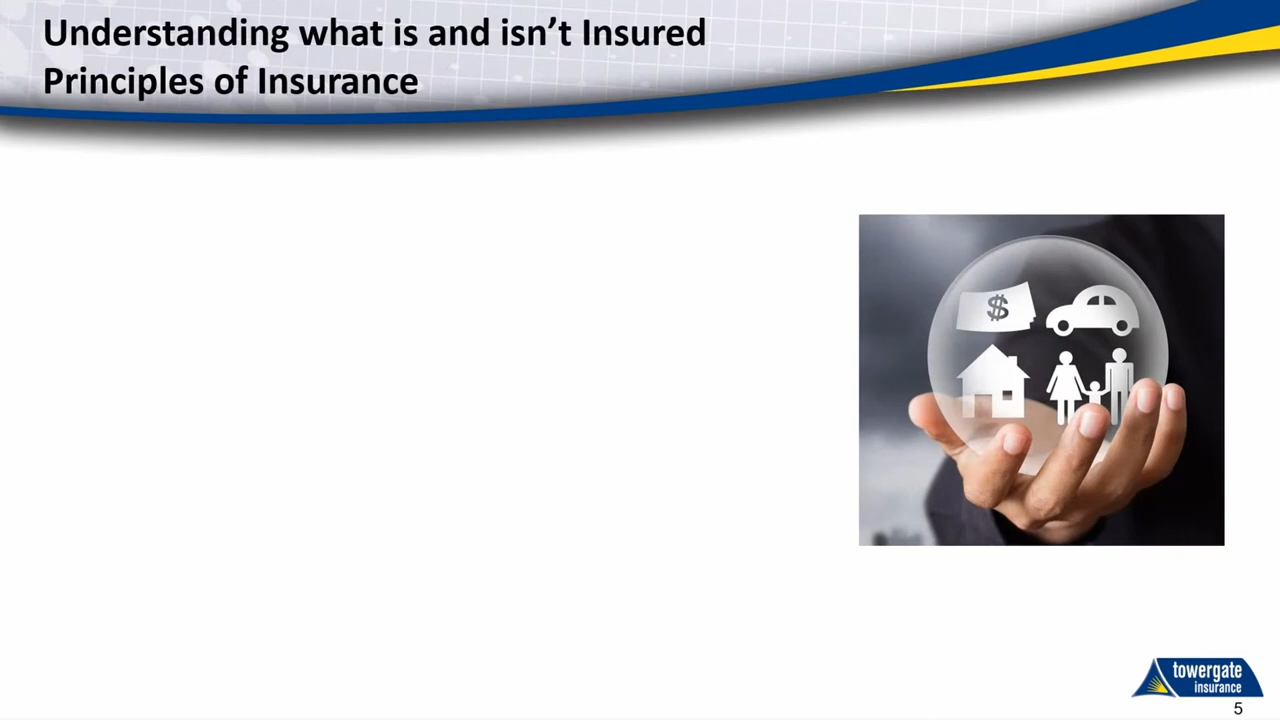 Understanding what is and isn’t Insured
Principles of Insurance
$
towergate
insurance
5